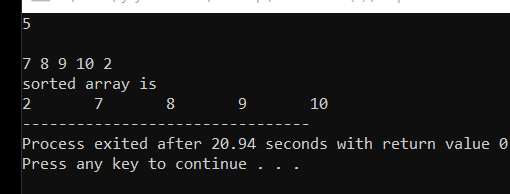 5
7 8 9 10 2
sorted array is
2 7 8 9 10
--------------------------------
Process exited after 20.94 seconds with return value 0
Press any key to continue . . .